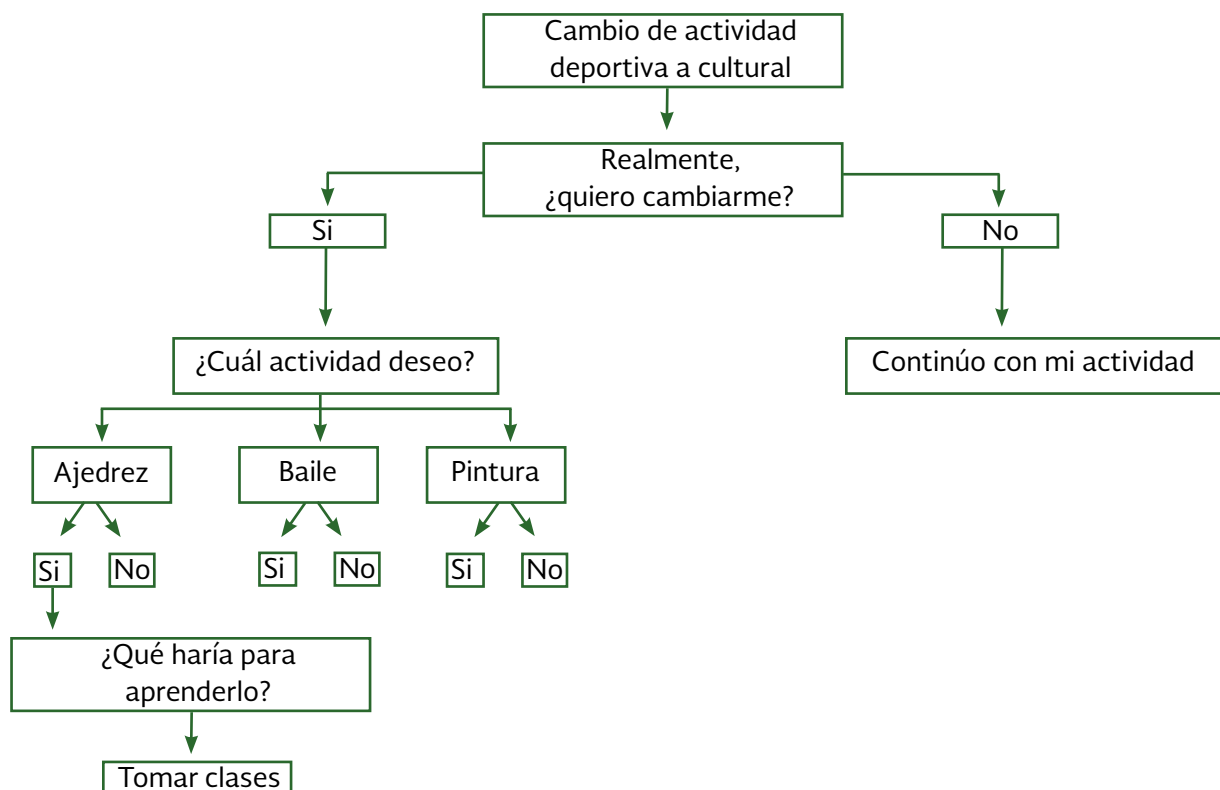 Cambio de actividad
deportiva a cultural
Realmente,
¿quiero cambiarme?
Si
No
¿Cuál actividad deseo?
Continúo con mi actividad
Ajedrez
Baile
Pintura
Si
No
Si
No
Si
No
¿Qué haría para
aprenderlo?
Tomar clases